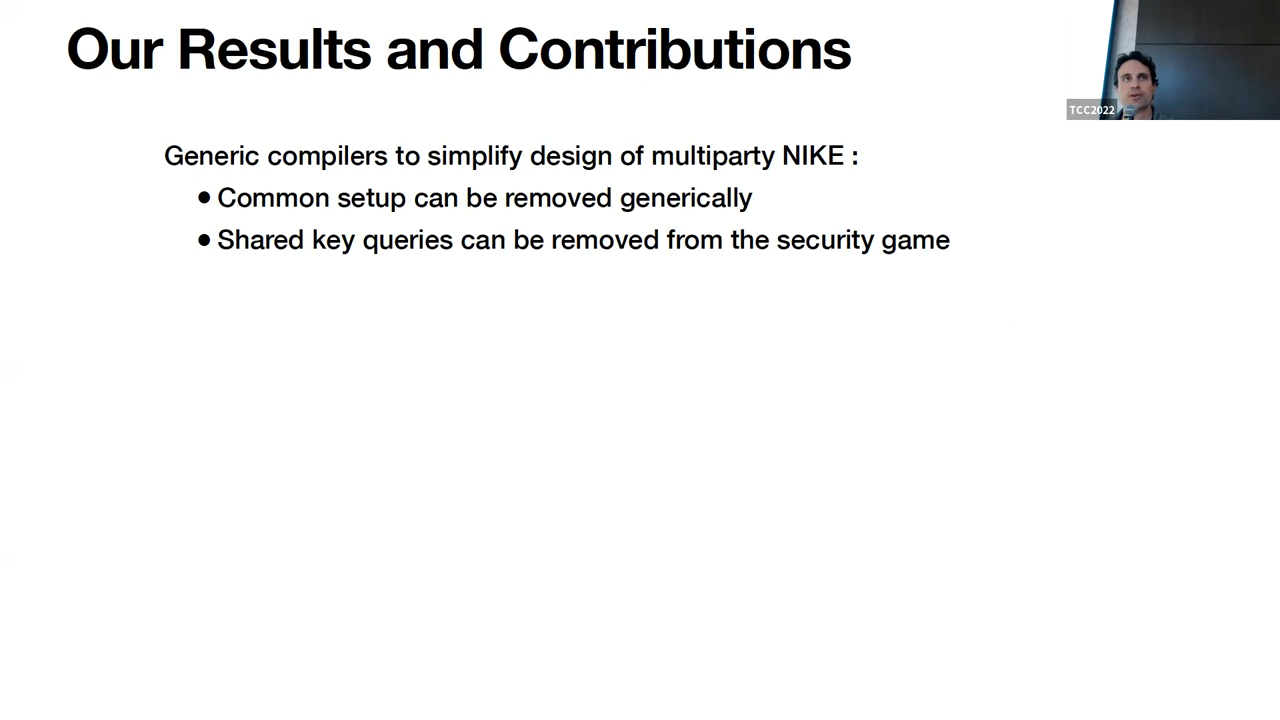 Our Results and Contributions
TCC2022
Generic compilers to simplify design of multiparty NIKE :
• Common setup can be removed generically
• Shared key queries can be removed from the security game